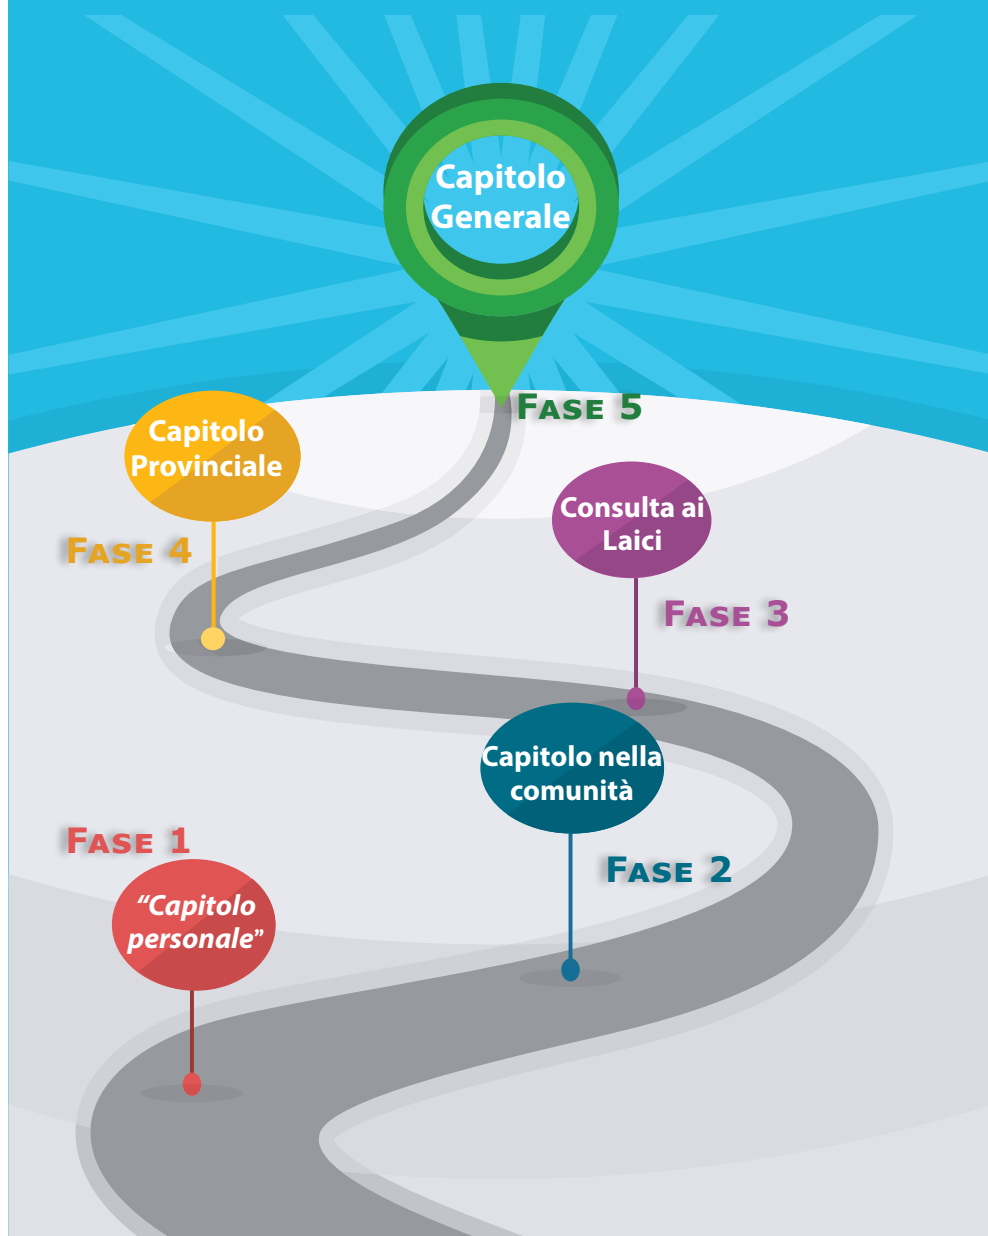 Capitolo
Generale
FASE 5
Capitolo
Provinciale
FASE 4
Consulta ai
Laici
FASE 3
Capitolo nella
comunità
FASE 2
FASE 1
“Capitolo
personale”